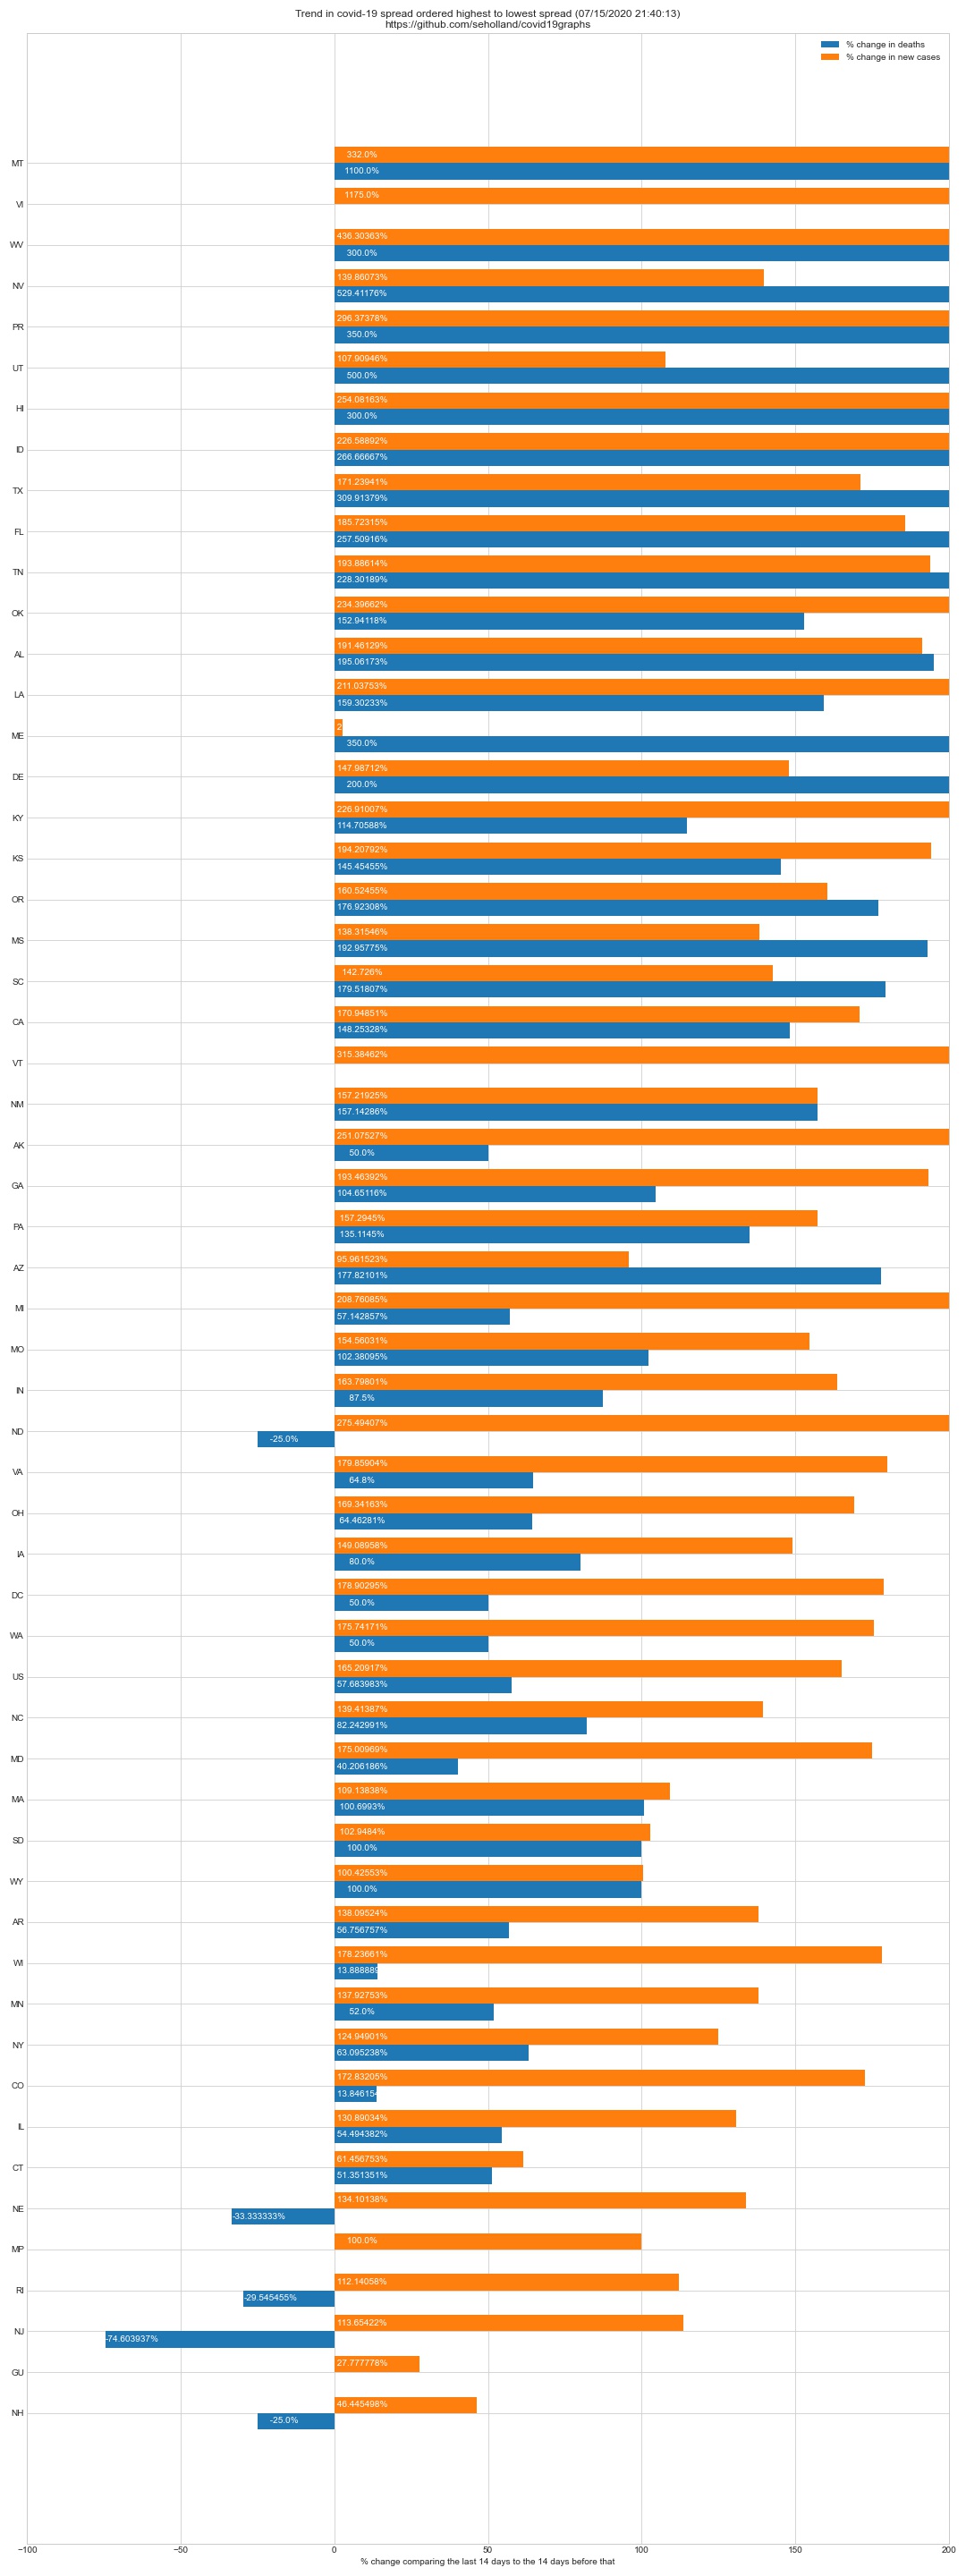 Trend in covid-19 spread ordered highest to lowest spread (07/15/2020 21:40:13)
https://github.com/seholland/covid19graphs
% change in deaths
% change in new cases
332.0%
MT
1100.0%
1175.0%
VI
436.30363%
WV
300.0%
139.86073%
NV
529.41176%
296.37378%
PR
350.0%
107.90946%
UT
500.0%
254.08163%
HI
300.0%
226.58892%
ID
266.66667%
171.23941%
TX
309.91379%
185.72315%
FL
257.50916%
193.88614%
TN
228.30189%
234.39662%
OK
152.94118%
191.46129%
AL
195.06173%
211.03753%
LA
159.30233%
2
ME
350.0%
147.98712%
DE
200.0%
226.91007%
KY
114.70588%
194.20792%
KS
145.45455%
160.52455%
OR
176.92308%
138.31546%
MS
192.95775%
142.726%
SC
179.51807%
170.94851%
CA
148.25328%
315.38462%
VT
157.21925%
NM
157.14286%
251.07527%
AK
50.0%
193.46392%
GA
104.65116%
157.2945%
PA
135.1145%
95.961523%
AZ
177.82101%
208.76085%
MI
57.142857%
154.56031%
MO
102.38095%
163.79801%
IN
87.5%
275.49407%
ND
-25.0%
179.85904%
VA
64.8%
169.34163%
OH
64.46281%
149.08958%
IA
80.0%
178.90295%
DC
50.0%
175.74171%
WA
50.0%
165.20917%
US
57.683983%
139.41387%
NC
82.242991%
175.00969%
MD
40.206186%
109.13838%
MA
100.6993%
102.9484%
SD
100.0%
100.42553%
WY
100.0%
138.09524%
AR
56.756757%
178.23661%
WI
13.888889
137.92753%
MN
52.0%
124.94901%
NY
63.095238%
172.83205%
CO
13.846154
130.89034%
IL
54.494382%
61.456753%
CT
51.351351%
134.10138%
NE
-33.333333%
100.0%
MP
112.14058%
RI
-29.545455%
113.65422%
NJ
-74.603937%
27.777778%
GU
46.445498%
NH
-25.0%
−100 −50 0 50 100 150 200
% change comparing the last 14 days to the 14 days before that